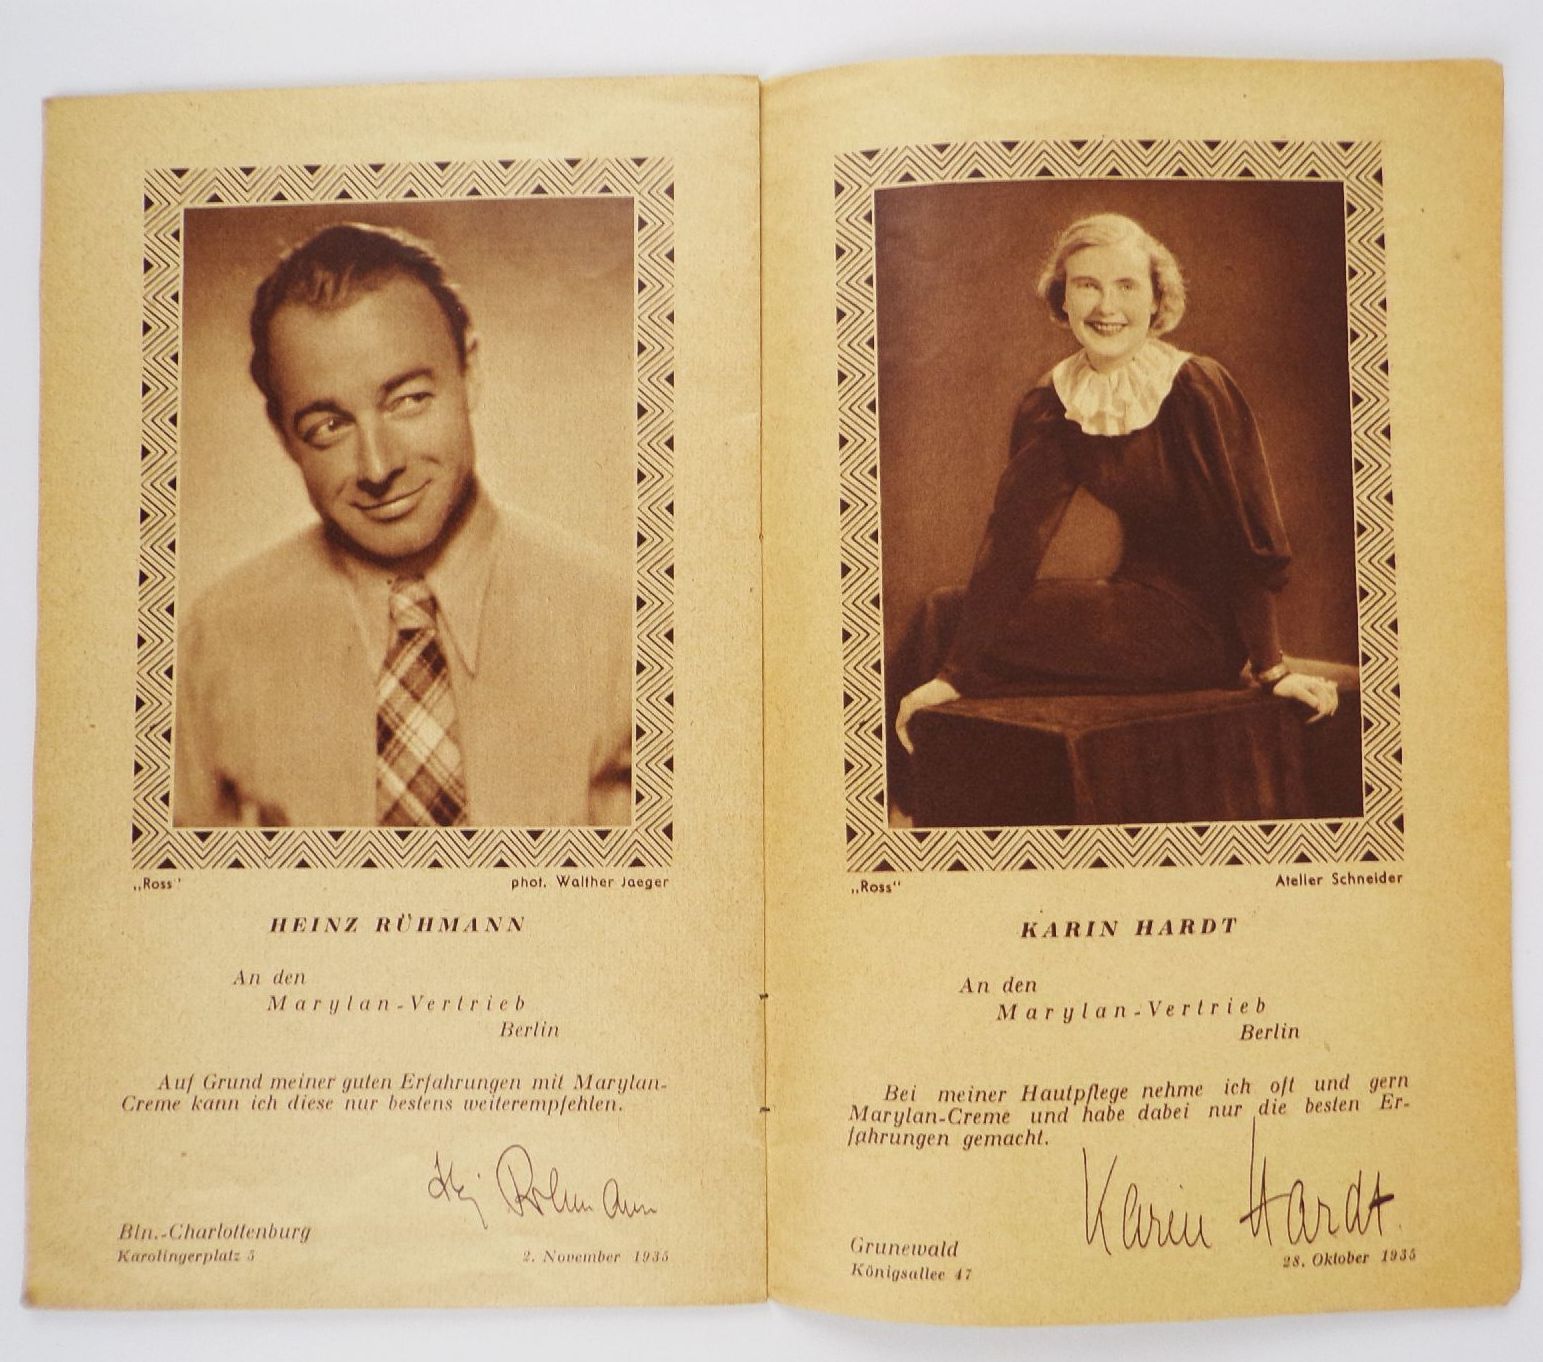 „Ross“
phot. Walther Jaeger
HEINZ RÜHMANN
An den
Marylan-Vertrieb
Berlin
Auf Grund meiner guten Erfahrungen mit Marylan-
Creme kann ich diese nur bestens weiterempfehlen.
Heinz Rühmann
Bln.-Charlottenburg
Karolingerplatz 5
2. November 1935
„Ross“
Atelier Schneider
KARIN HARDT
An den
Marylan-Vertrieb
Berlin
Bei meiner Hautpflege nehme ich oft und gern
Marylan-Creme und habe dabei nur die besten Er-
fahrungen gemacht.
Karin Hardt.
Grunewald
Königsallee 47
28. Oktober 1935